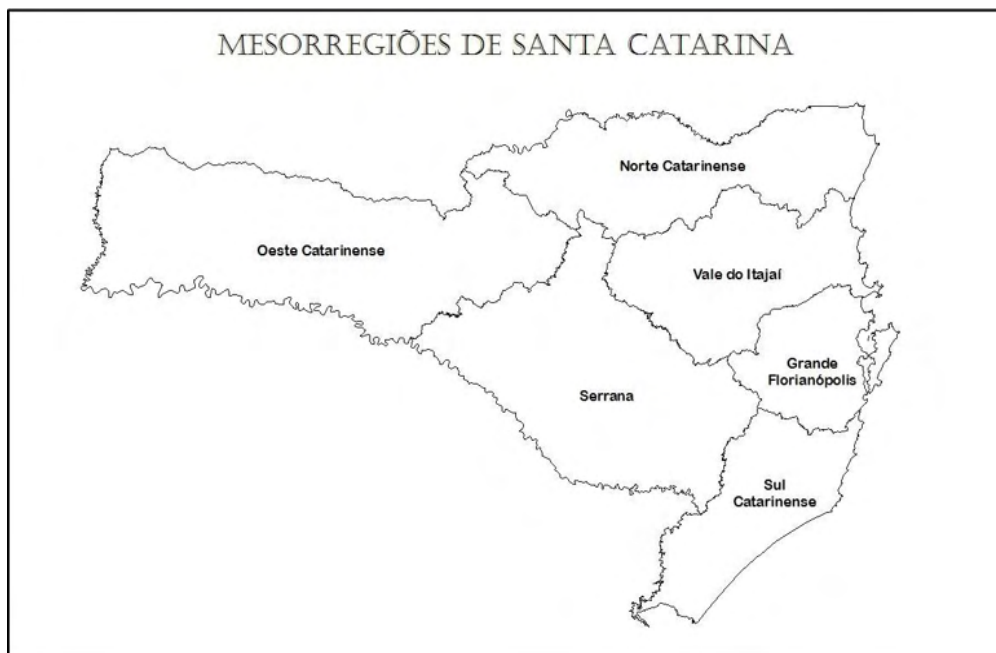 MESORREGIÕES DE SANTA CATARINA
Norte Catarinense
Oeste Catarinense
Vale do Itajaí
Grande
Florianópolis
Serrana
Sul
Catarinense